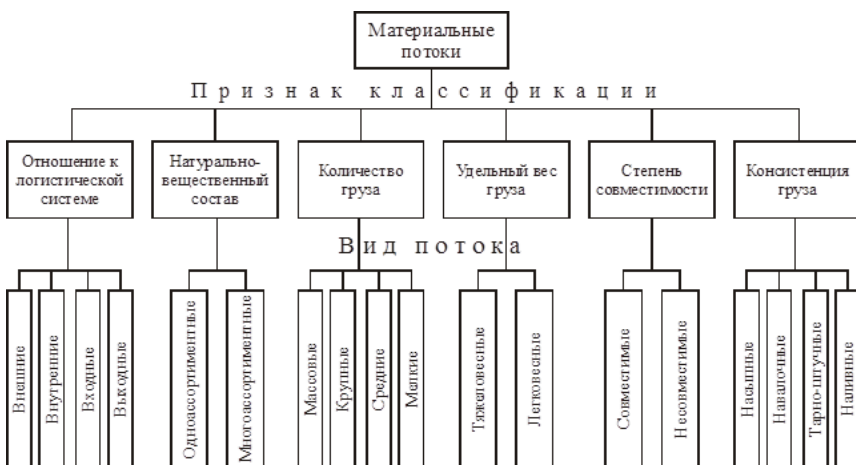 Материальные
потоки
Признак классификации
Отношение к
логистической
системе
Натурально-
вещественный
состав
Количество
груза
Удельный вес
груза
Степень
совместимости
Консистенция
груза
Вид потока
Внешние
Внутренние
Входные
Выходные
Одноассортиментные
Многоассортиментные
Массовые
Крупные
Средние
Мелкие
Тяжеловесные
Легковесные
Совместимые
Несовместимые
Насыпные
Навалочные
Тарно-штучные
Наливные